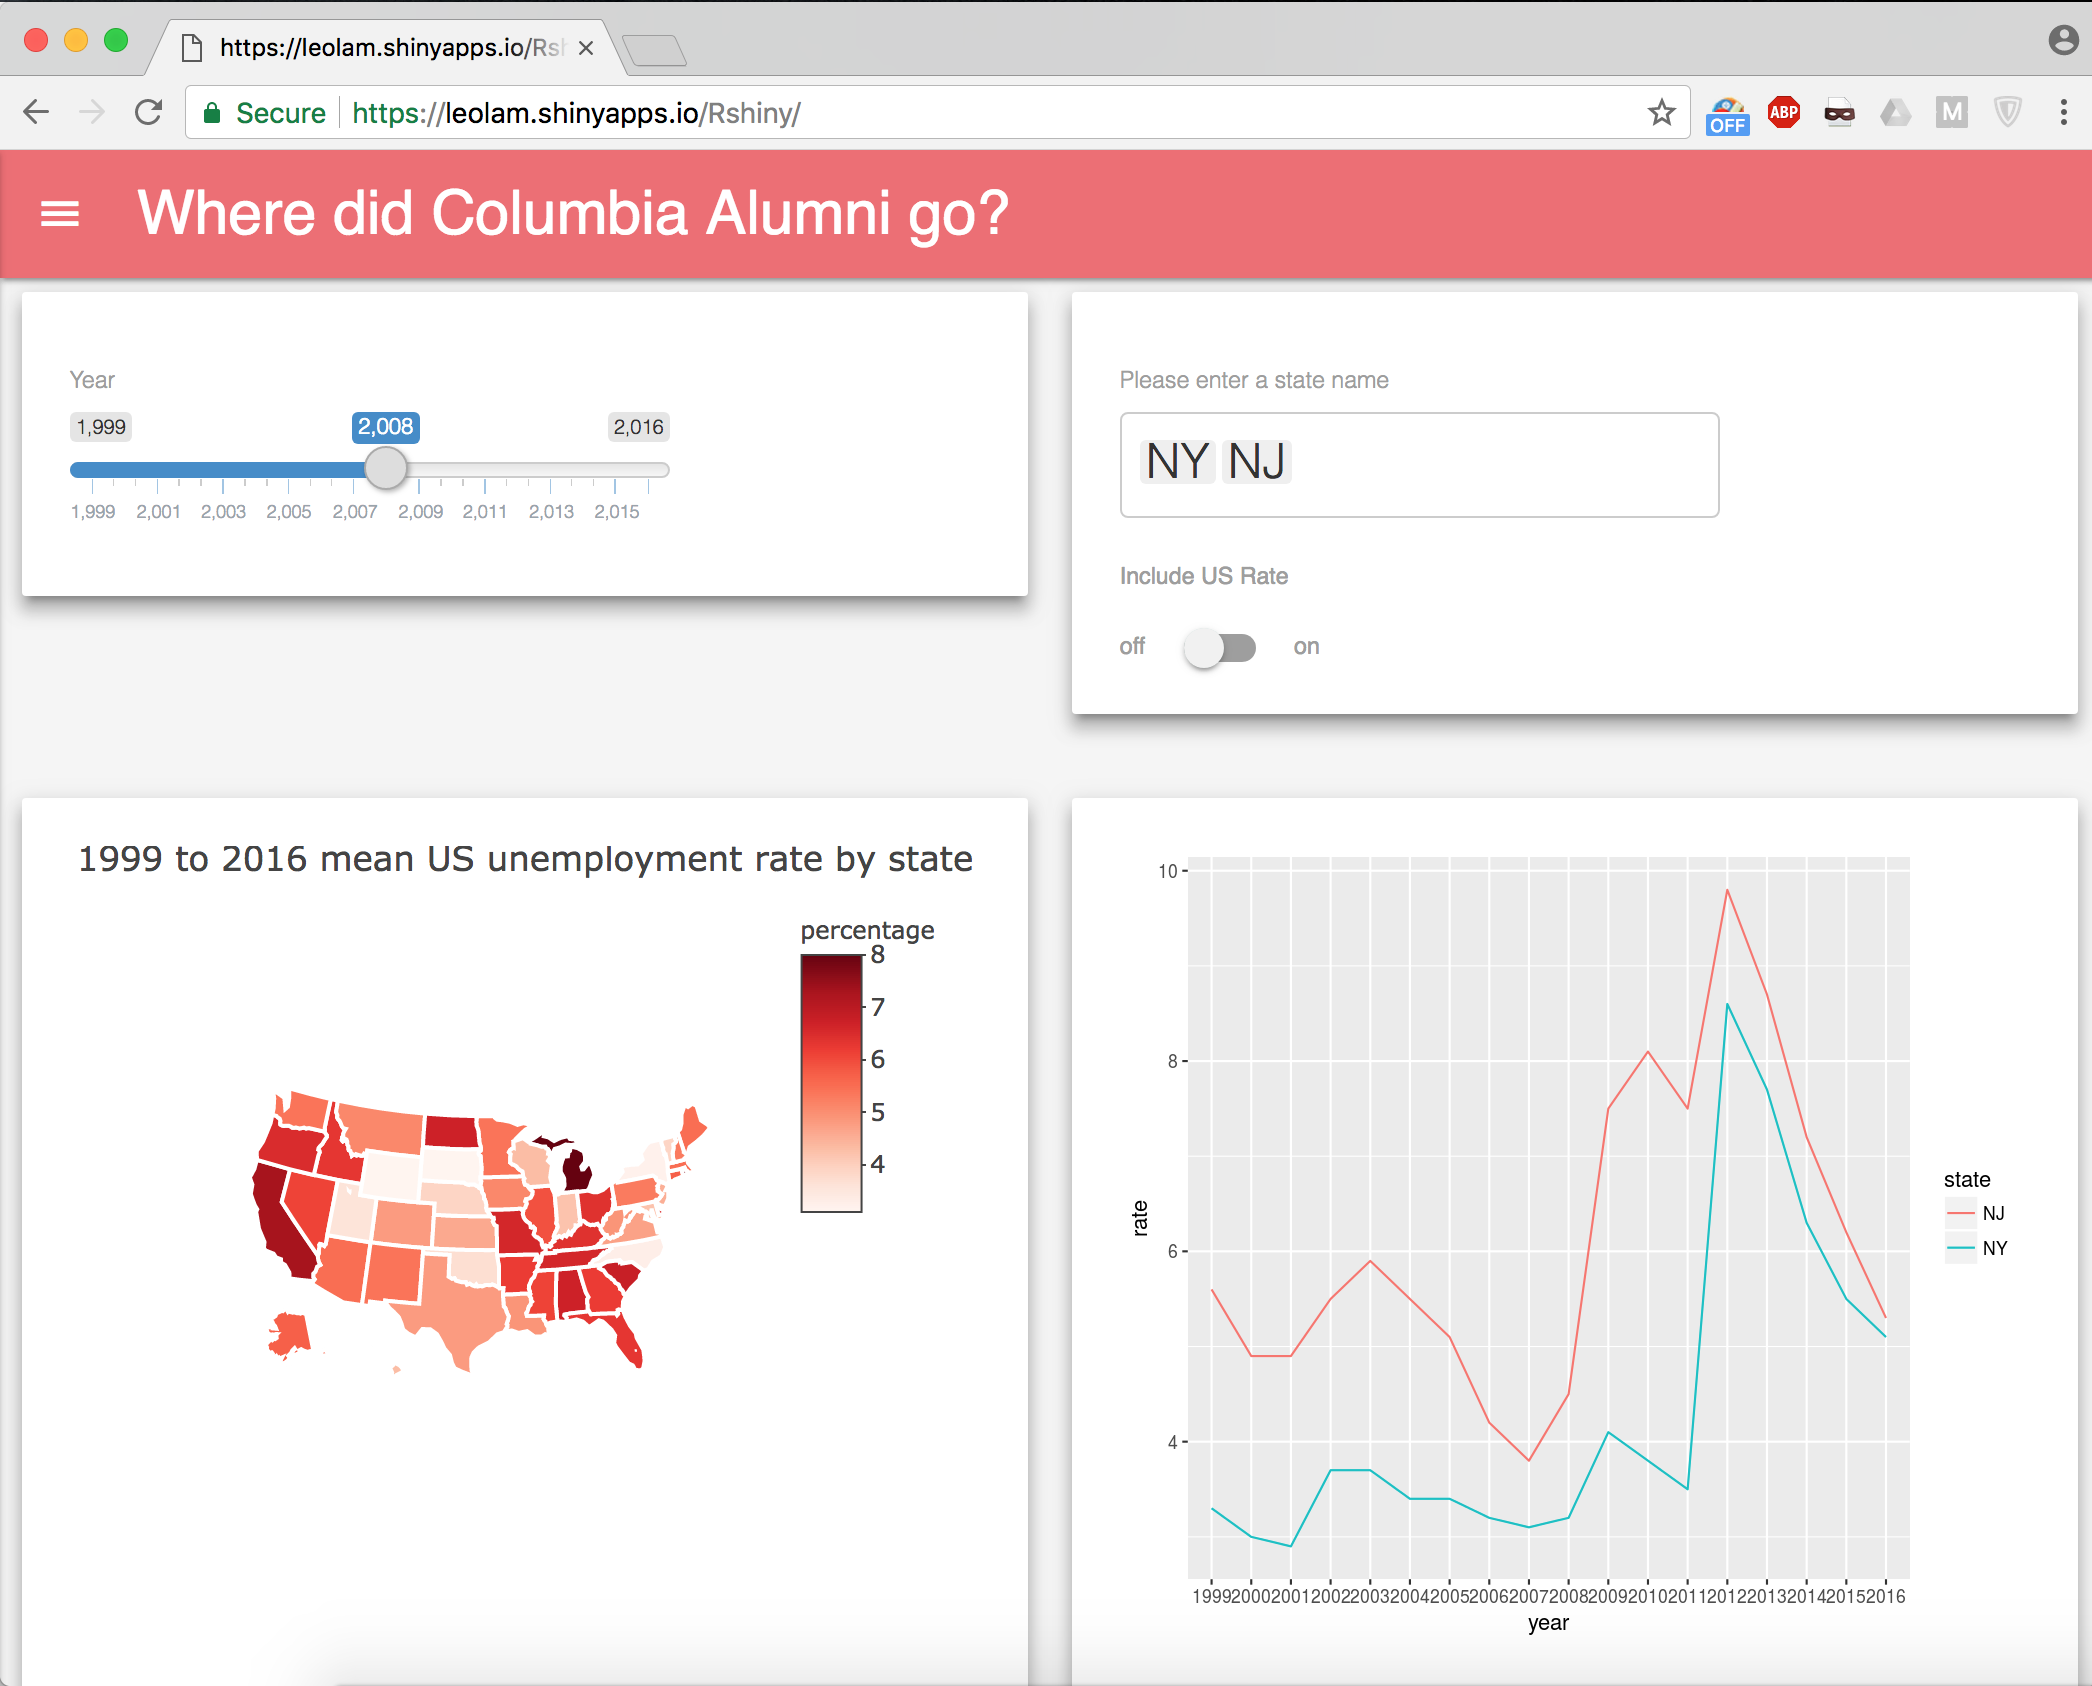 https://leolam.shinyapps.io/Rsh
Secure https://leolam.shinyapps.io/Rshiny/
OFF ABP M
Where did Columbia Alumni go?
Year
1,999 2,008 2,016
1,999 2,001 2,003 2,005 2,007 2,009 2,011 2,013 2,015
Please enter a state name
NY NJ
Include US Rate
off on
1999 to 2016 mean US unemployment rate by state
percentage
8
7
6
5
4
10
8
6
4
rate
1999 2000 2001 2002 2003 2004 2005 2006 2007 2008 2009 2010 2011 2012 2013 2014 2015 2016
year
state
NJ
NY